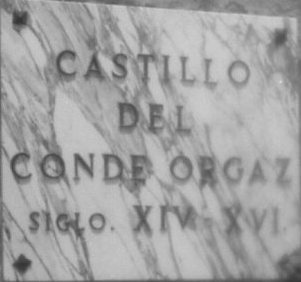 CASTILLO
DEL
CONDE ORGAZ
SIGLO. XIV-XVI.